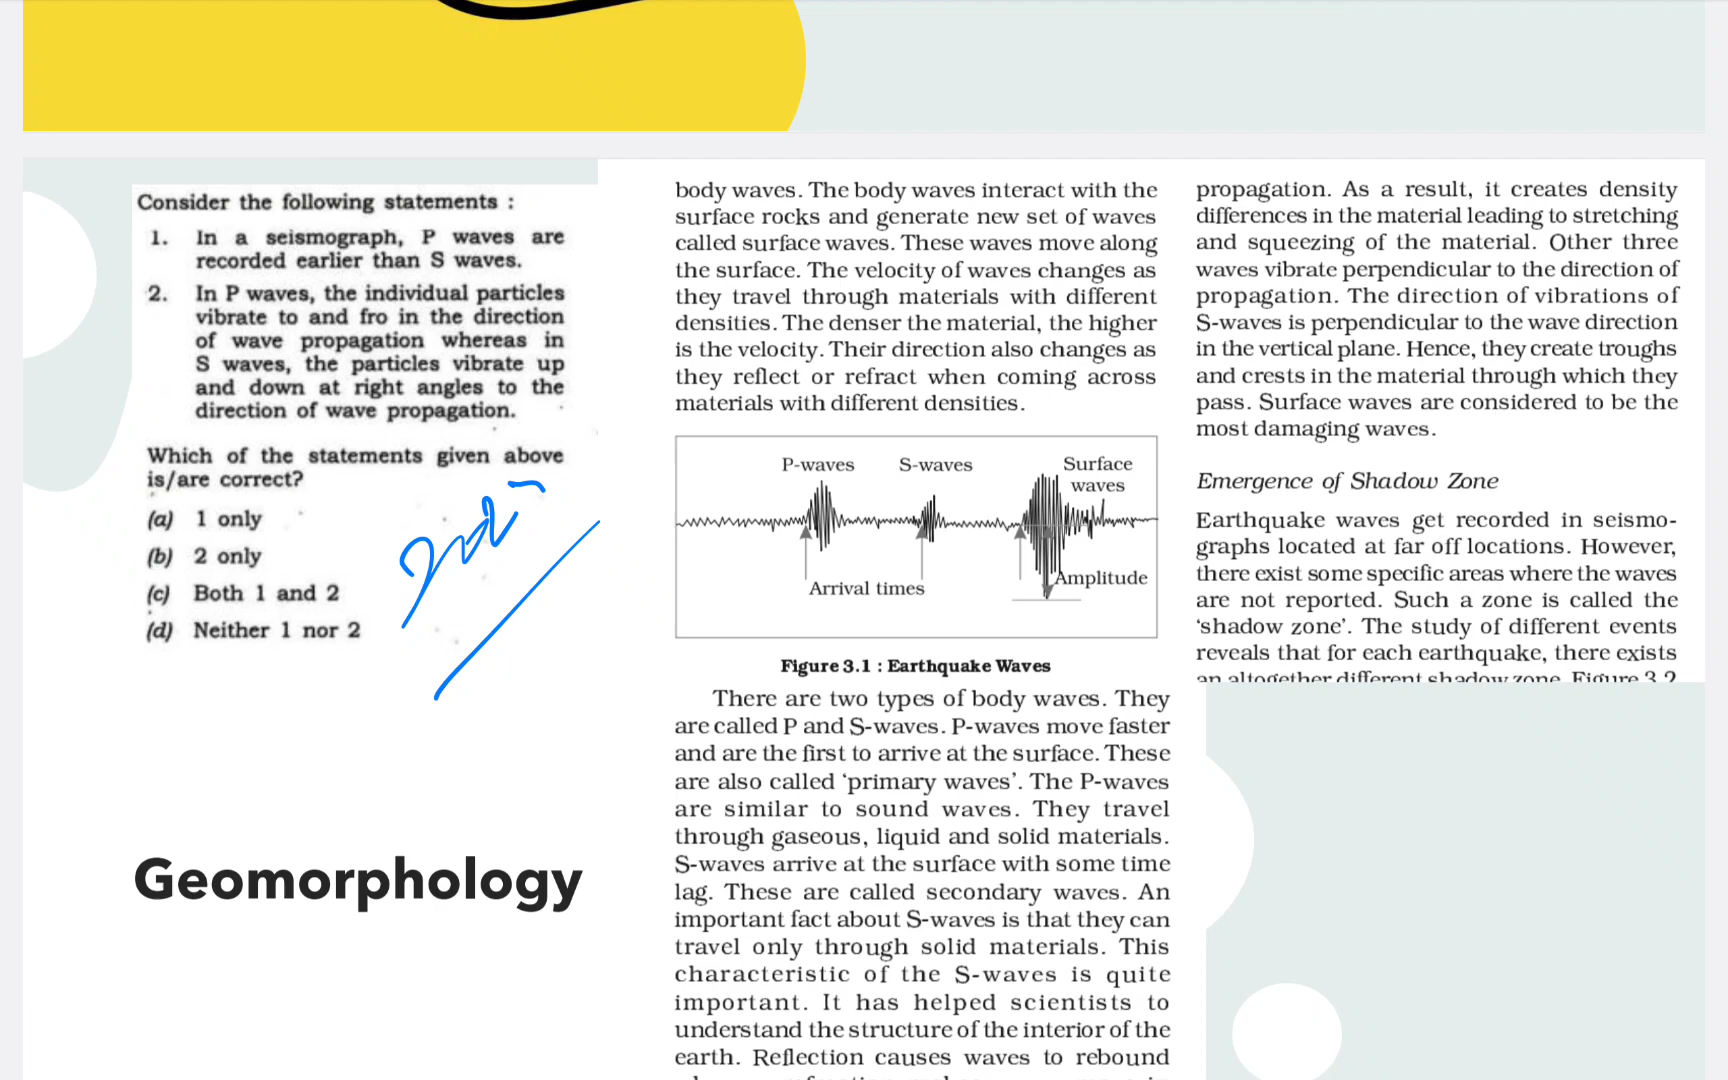 Consider the following statements :
1. In a seismograph, P waves are
recorded earlier than S waves.
2. In P waves, the individual particles
vibrate to and fro in the direction
of wave propagation whereas in
S waves, the particles vibrate up
and down at right angles to the
direction of wave propagation.
Which of the statements given above
is/are correct?
(a) 1 only
(b) 2 only
(c) Both 1 and 2
(d) Neither 1 nor 2
Geomorphology
body waves. The body waves interact with the
surface rocks and generate new set of waves
called surface waves. These waves move along
the surface. The velocity of waves changes as
they travel through materials with different
densities. The denser the material, the higher
is the velocity. Their direction also changes as
they reflect or refract when coming across
materials with different densities.
P-waves
S-waves
Surface
waves
Arrival times
Amplitude
Figure 3.1 : Earthquake Waves
There are two types of body waves. They
are called P and S-waves. P-waves move faster
and are the first to arrive at the surface. These
are also called ‘primary waves’. The P-waves
are similar to sound waves. They travel
through gaseous, liquid and solid materials.
S-waves arrive at the surface with some time
lag. These are called secondary waves. An
important fact about S-waves is that they can
travel only through solid materials. This
characteristic of the S-waves is quite
important. It has helped scientists to
understand the structure of the interior of the
earth. Reflection causes waves to rebound
propagation. As a result, it creates density
differences in the material leading to stretching
and squeezing of the material. Other three
waves vibrate perpendicular to the direction of
propagation. The direction of vibrations of
S-waves is perpendicular to the wave direction
in the vertical plane. Hence, they create troughs
and crests in the material through which they
pass. Surface waves are considered to be the
most damaging waves.
Emergence of Shadow Zone
Earthquake waves get recorded in seismo-
graphs located at far off locations. However,
there exist some specific areas where the waves
are not reported. Such a zone is called the
‘shadow zone’. The study of different events
reveals that for each earthquake, there exists
an altogether different shadow zone. Figure 3.2